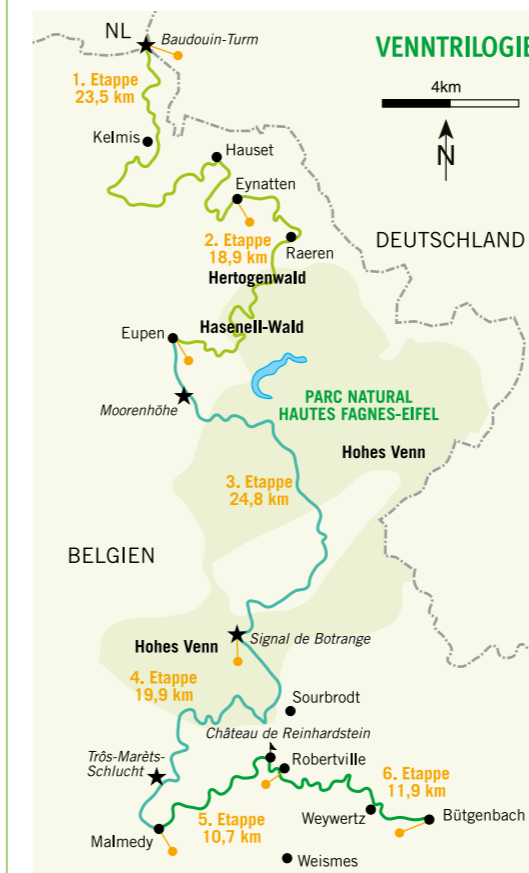 NL
Baudouin-Turm
VENNTRILOGIE
1. Etappe
23,5 km
4km
N
Kelmis
Hauset
Eynatten
2. Etappe
18,9 km
Raeren
DEUTSCHLAND
Hertogenwald
Hasenell-Wald
Eupen
Moorenhöhe
PARC NATURAL
HAUTES FAGNES-EIFEL
Hohes Venn
3. Etappe
24,8 km
BELGIEN
Hohes Venn
Signal de Botrange
4. Etappe
19,9 km
Sourbrodt
Château de Reinhardstein
Trôs-Marèts-
Schlucht
Robertville
6. Etappe
11,9 km
Weywertz
Bütgenbach
5. Etappe
10,7 km
Malmedy
Weismes